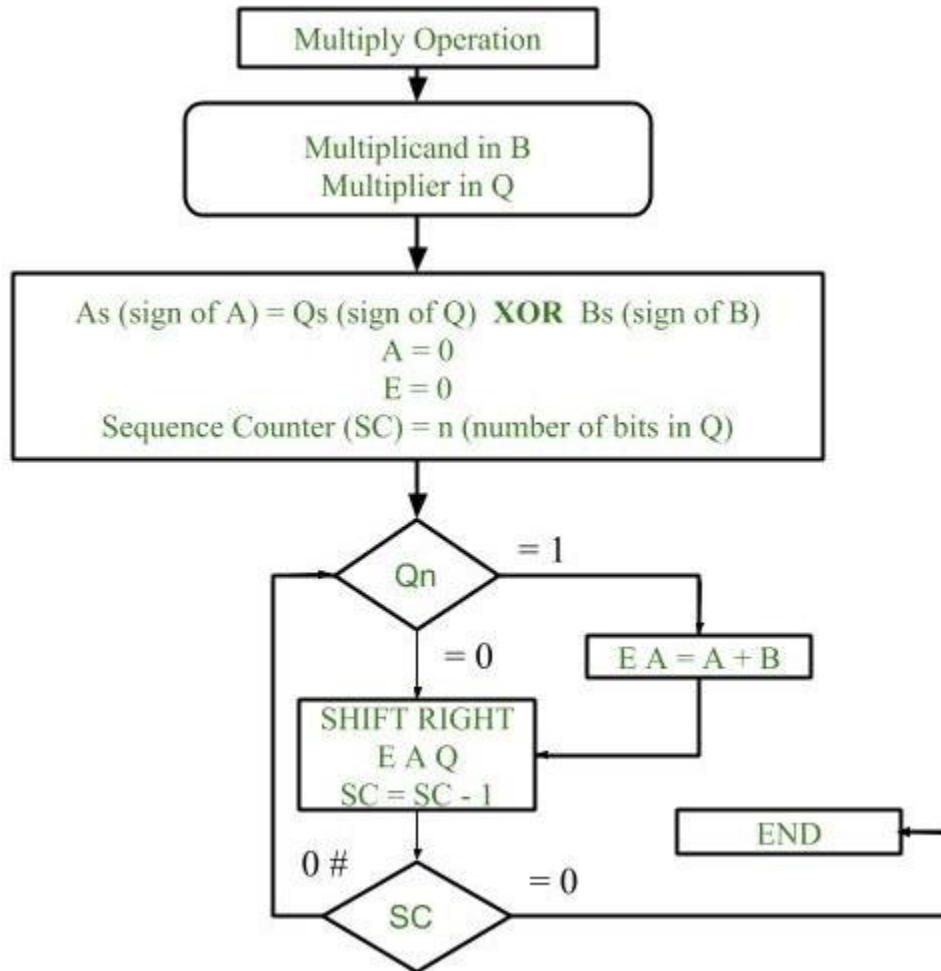 Multiply Operation
Multiplicand in B
Multiplier in Q
As (sign of A) = Qs (sign of Q) XOR Bs (sign of B)
A = 0
E = 0
Sequence Counter (SC) = n (number of bits in Q)
Qn
= 1
= 0
E A = A + B
SHIFT RIGHT
E A Q
SC = SC - 1
END
0 #
= 0
SC